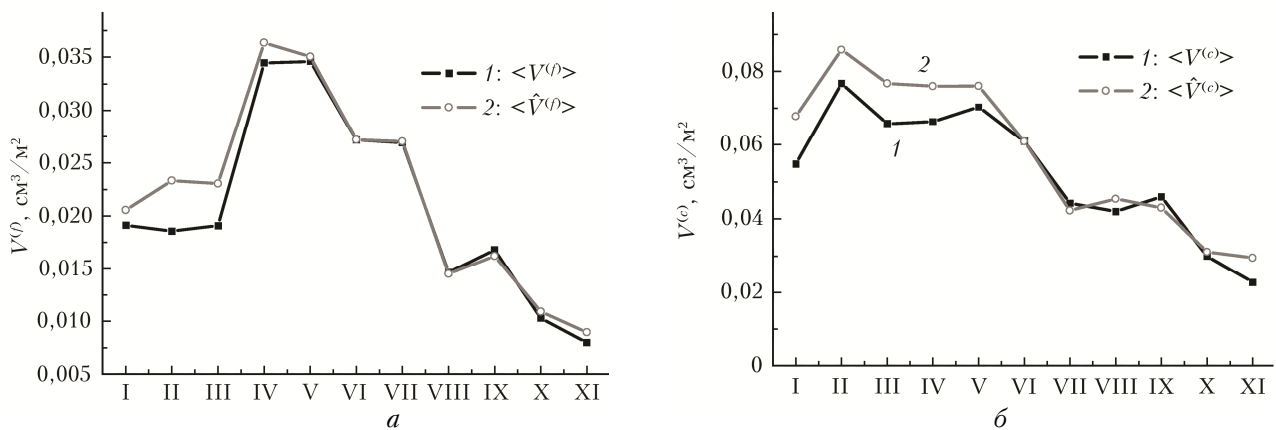 V⁽ᶠ⁾, см³/м²
0,035
0,030
0,025
0,020
0,015
0,010
0,005
1: <V⁽ᶠ⁾>
2: <V̂⁽ᶠ⁾>
I II III IV V VI VII VIII IX X XI
а
V⁽ᶜ⁾, см³/м²
0,08
0,06
0,04
0,02
0
1: <V⁽ᶜ⁾>
2: <V̂⁽ᶜ⁾>
2
1
I II III IV V VI VII VIII IX X XI
б